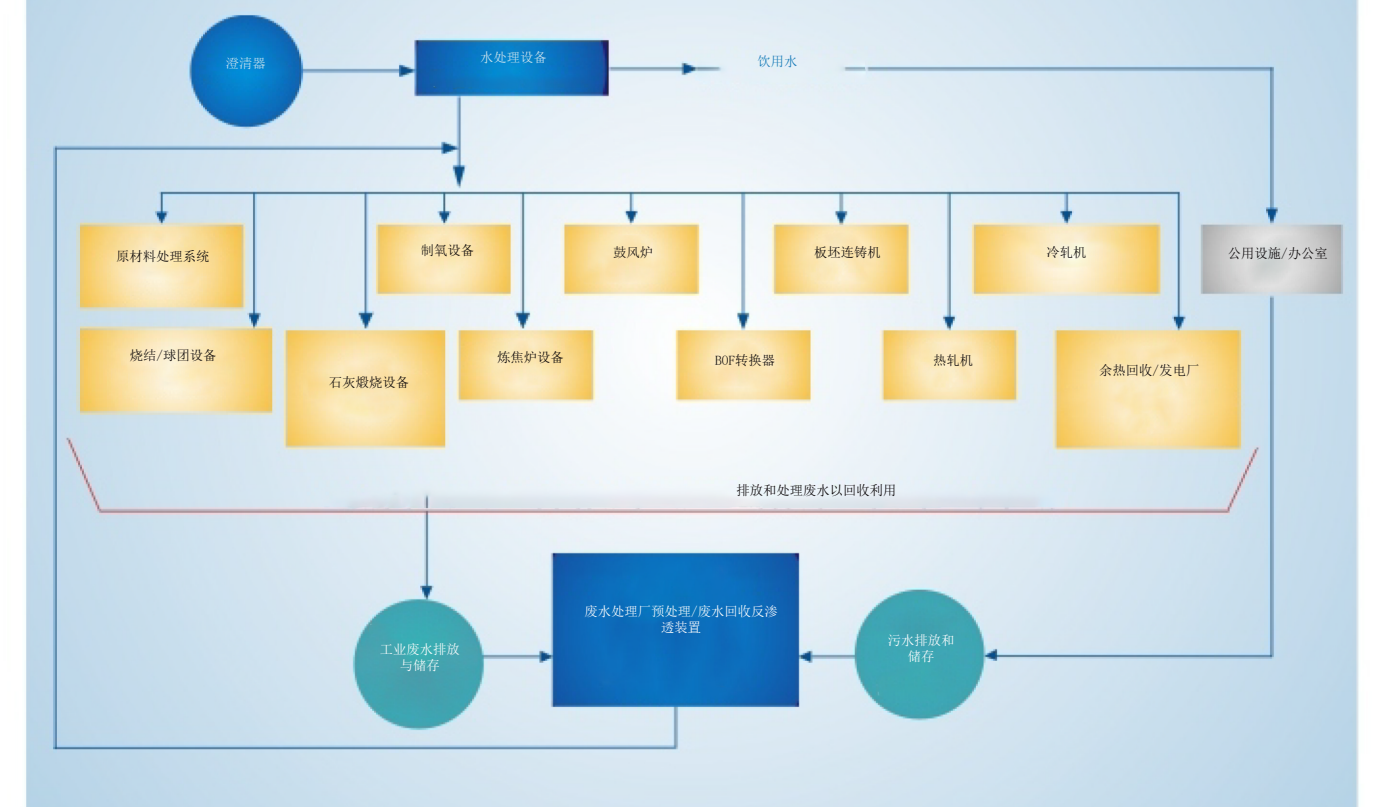 澄清器
水处理设备
饮用水
原材料处理系统
制氧设备
鼓风炉
板坯连铸机
冷轧机
公用设施/办公室
烧结/球团设备
石灰煅烧设备
炼焦炉设备
BOF转换器
热轧机
余热回收/发电厂
排放和处理废水以回收利用
工业废水排放
与储存
废水处理厂预处理/废水回收反渗
透装置
污水排放和
储存